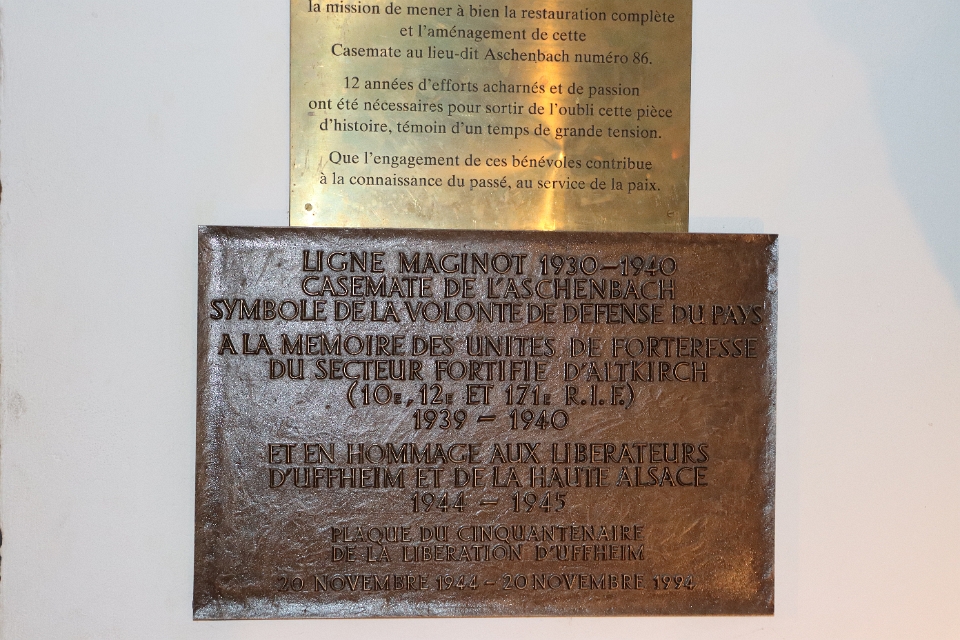 la mission de mener à bien la restauration complète
et l'aménagement de cette
Casemate au lieu-dit Aschenbach numéro 86.
12 années d'efforts acharnés et de passion
ont été nécessaires pour sortir de l'oubli cette pièce
d'histoire, témoin d'un temps de grande tension.
Que l'engagement de ces bénévoles contribue
à la connaissance du passé, au service de la paix.
LIGNE MAGINOT 1930-1940
CASEMATE DE L'ASCHENBACH
SYMBOLE DE LA VOLONTE DE DEFENSE DU PAYS
A LA MEMOIRE DES UNITES DE FORTERESSE
DU SECTEUR FORTIFIE D'ALTKIRCH
(10E, 12E ET 171E R.I.F.)
1939 - 1940
ET EN HOMMAGE AUX LIBERATEURS
D'UFFHEIM ET DE LA HAUTE ALSACE
1944 - 1945
PLAQUE DU CINQUANTENAIRE
DE LA LIBERATION D'UFFHEIM
20 NOVEMBRE 1944 - 20 NOVEMBRE 1994